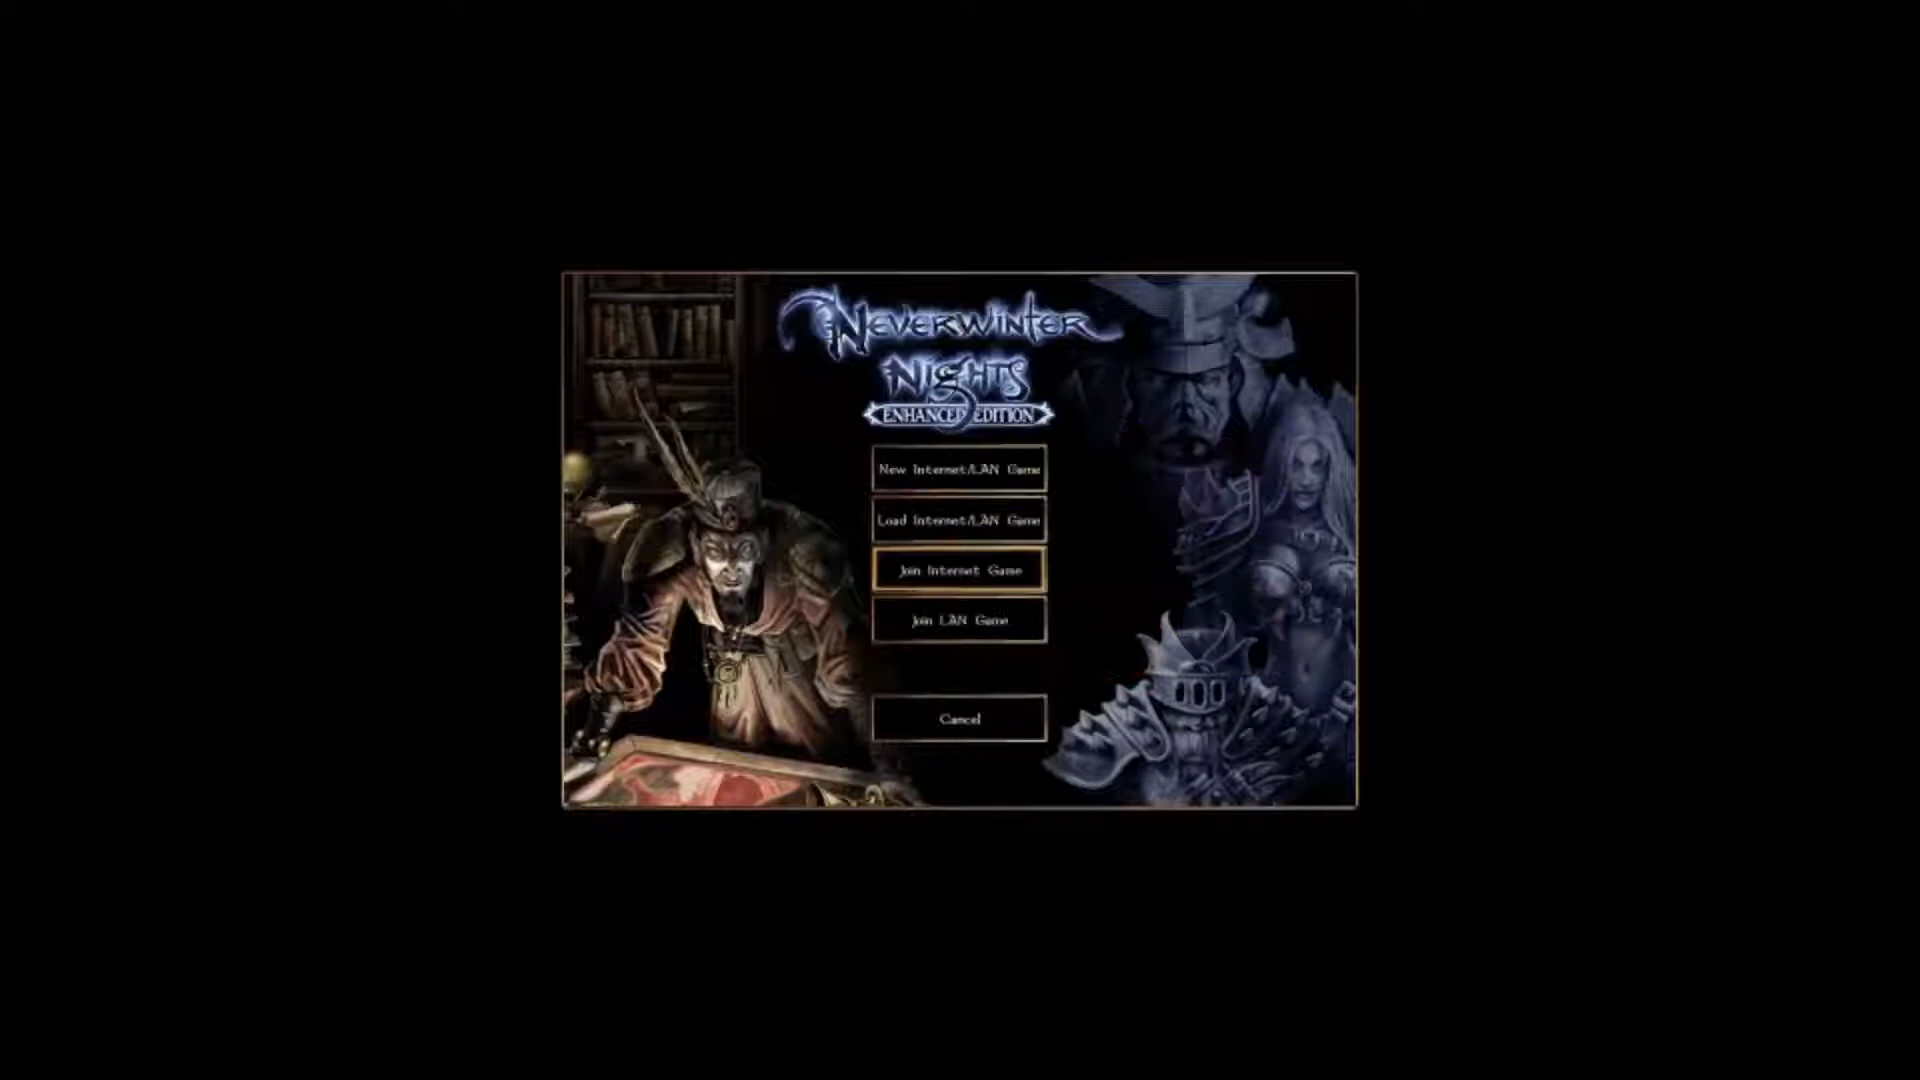 NEVERWINTER
NIGHTS
ENHANCED EDITION
New Internet/LAN Game
Load Internet/LAN Game
Join Internet Game
Join LAN Game
Cancel